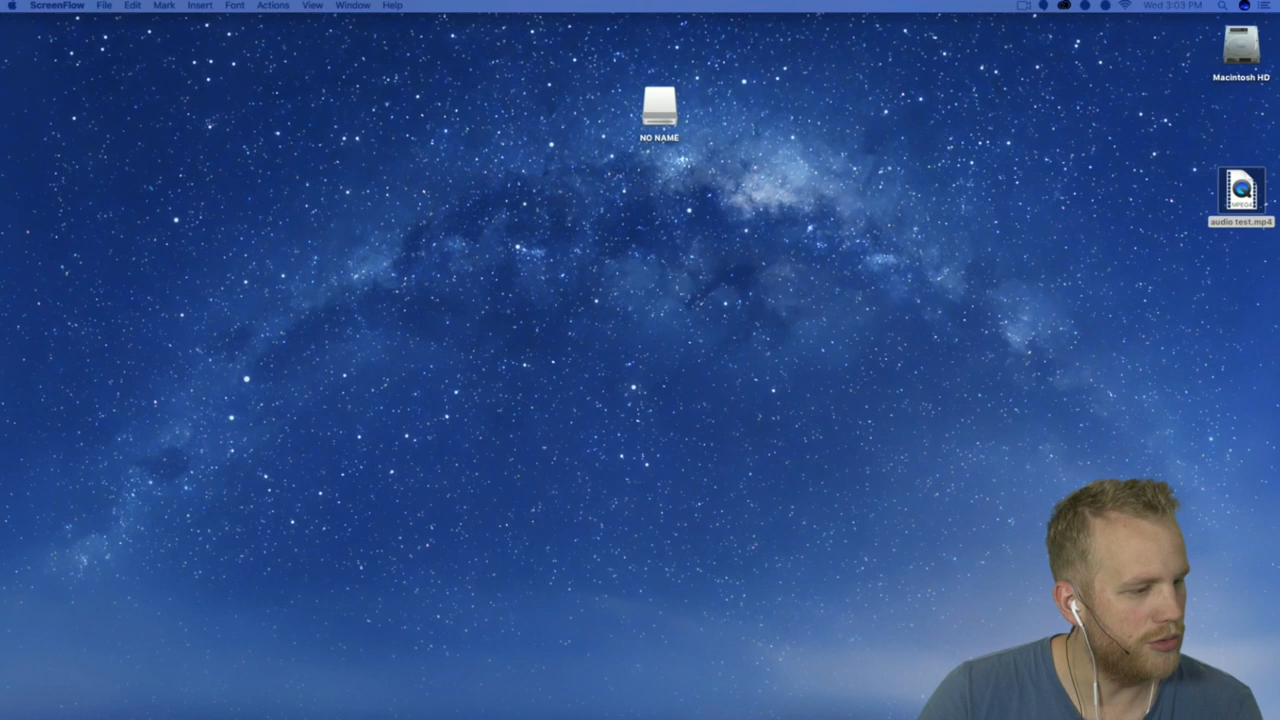 ScreenFlow File Edit Mark Insert Font Actions View Window Help Wed 3:03 PM
Macintosh HD
NO NAME
MPEG4
audio test.mp4